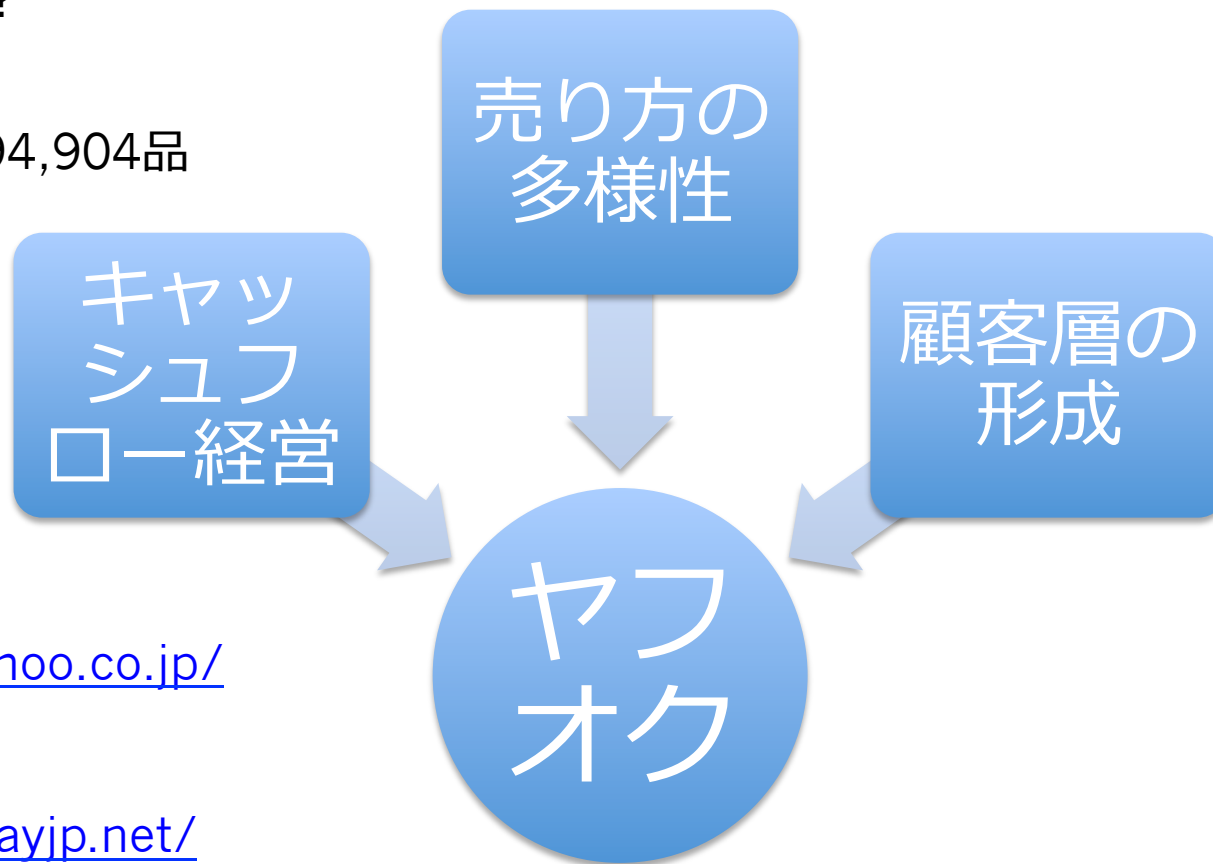 ?
94,904品
売り方の
多様性
キャッ
シュフ
ロー経営
顧客層の
形成
ヤフ
オク
hoo.co.jp/
ayjp.net/